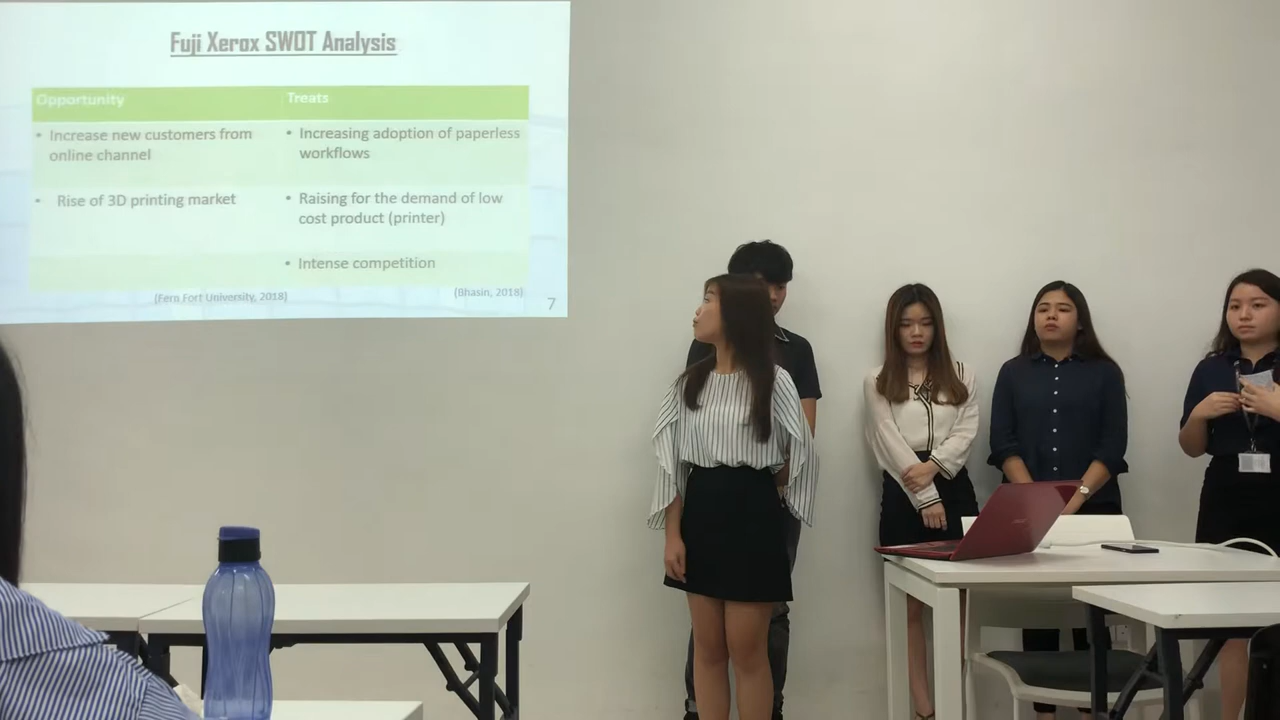 Fuji Xerox SWOT Analysis
Opportunity
Treats
• Increase new customers from
online channel
• Increasing adoption of paperless
workflows
• Rise of 3D printing market
• Raising for the demand of low
cost product (printer)
• Intense competition
(Fern Fort University, 2018)
(Bhasin, 2018)
7